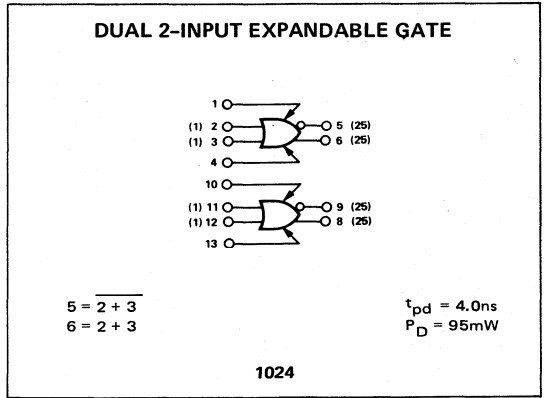 DUAL 2–INPUT EXPANDABLE GATE
1
(1) 2 5 (25)
(1) 3 6 (25)
4
10
(1) 11 9 (25)
(1) 12 8 (25)
13
5 = 2 + 3
6 = 2 + 3
tpd = 4.0ns
PD = 95mW
1024